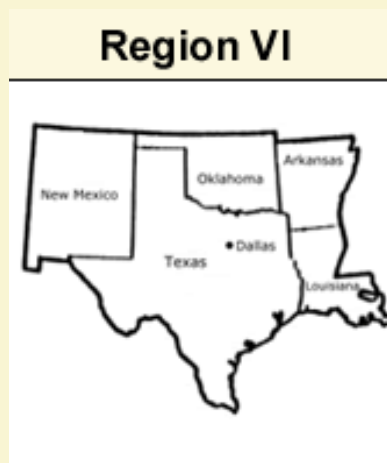 Region VI
Arkansas
Oklahoma
New Mexico
Dallas
Texas
Louisiana